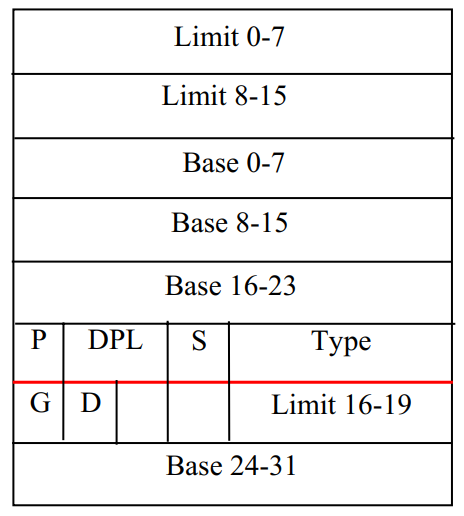 Limit 0-7
Limit 8-15
Base 0-7
Base 8-15
Base 16-23
P DPL S Type
G D Limit 16-19
Base 24-31